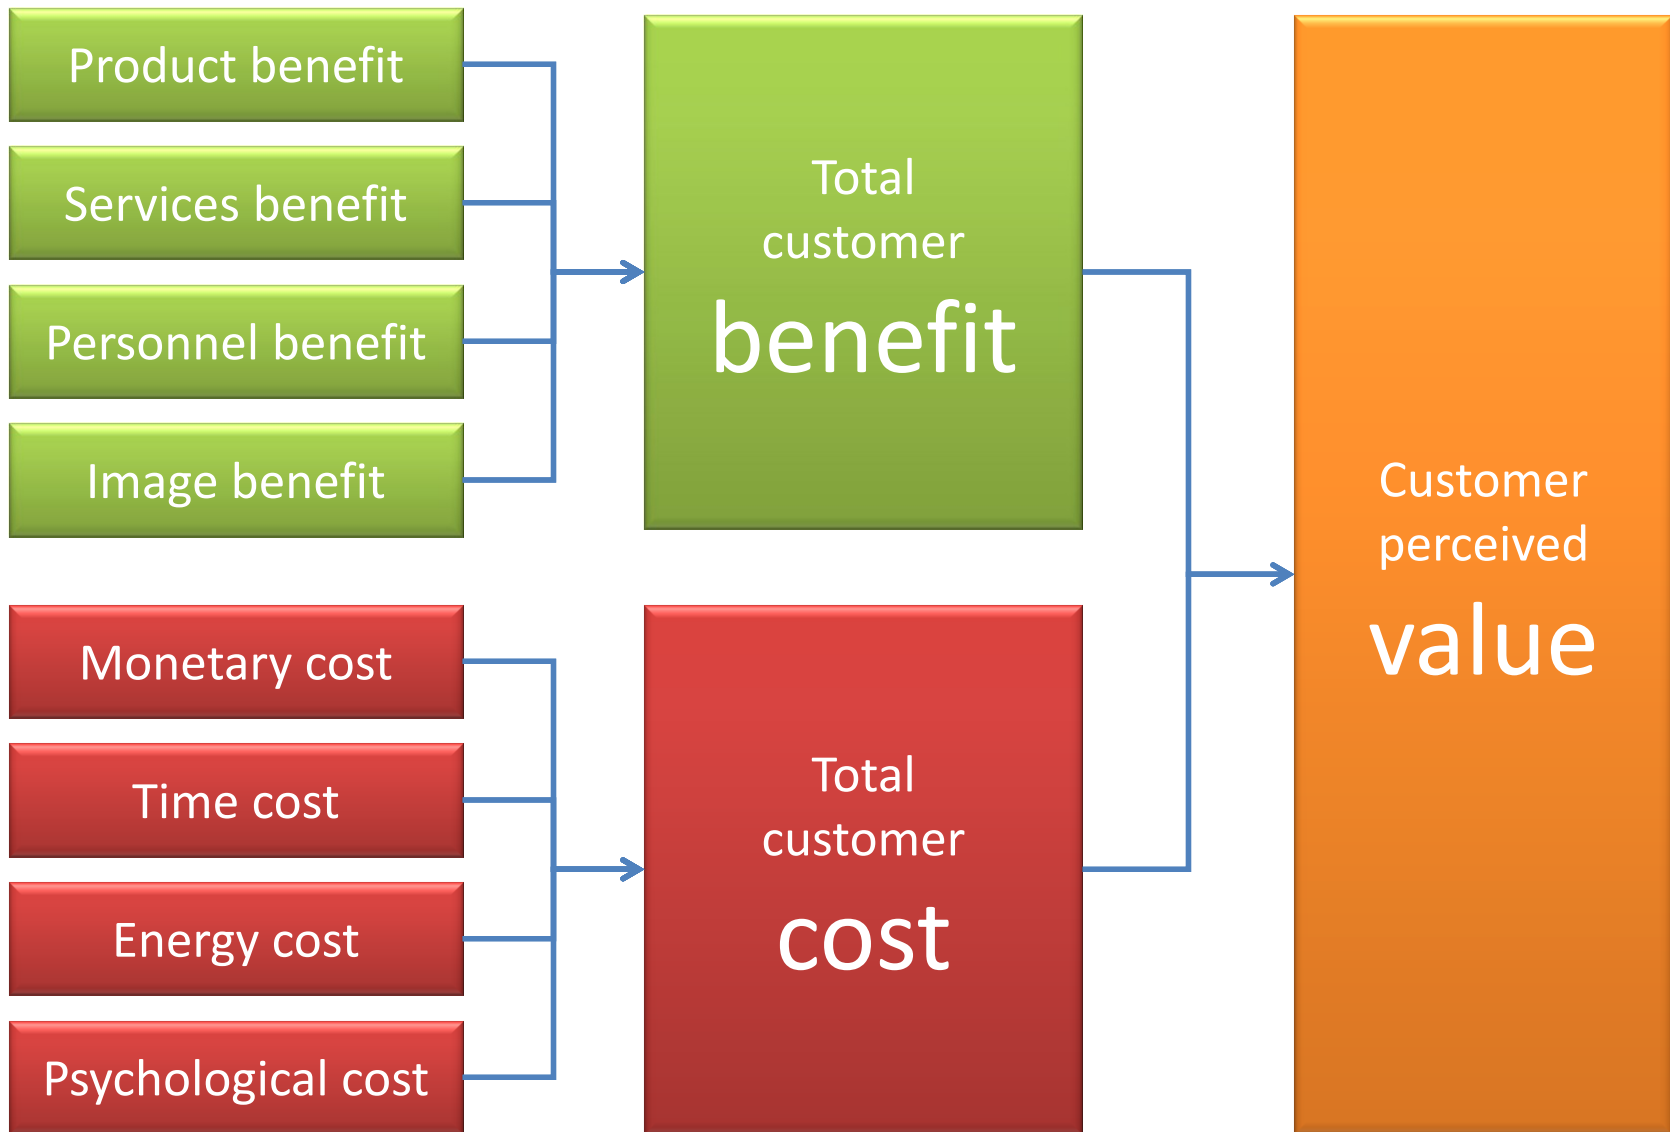 Product benefit
Services benefit
Personnel benefit
Image benefit
Total
customer
benefit
Monetary cost
Time cost
Energy cost
Psychological cost
Total
customer
cost
Customer
perceived
value